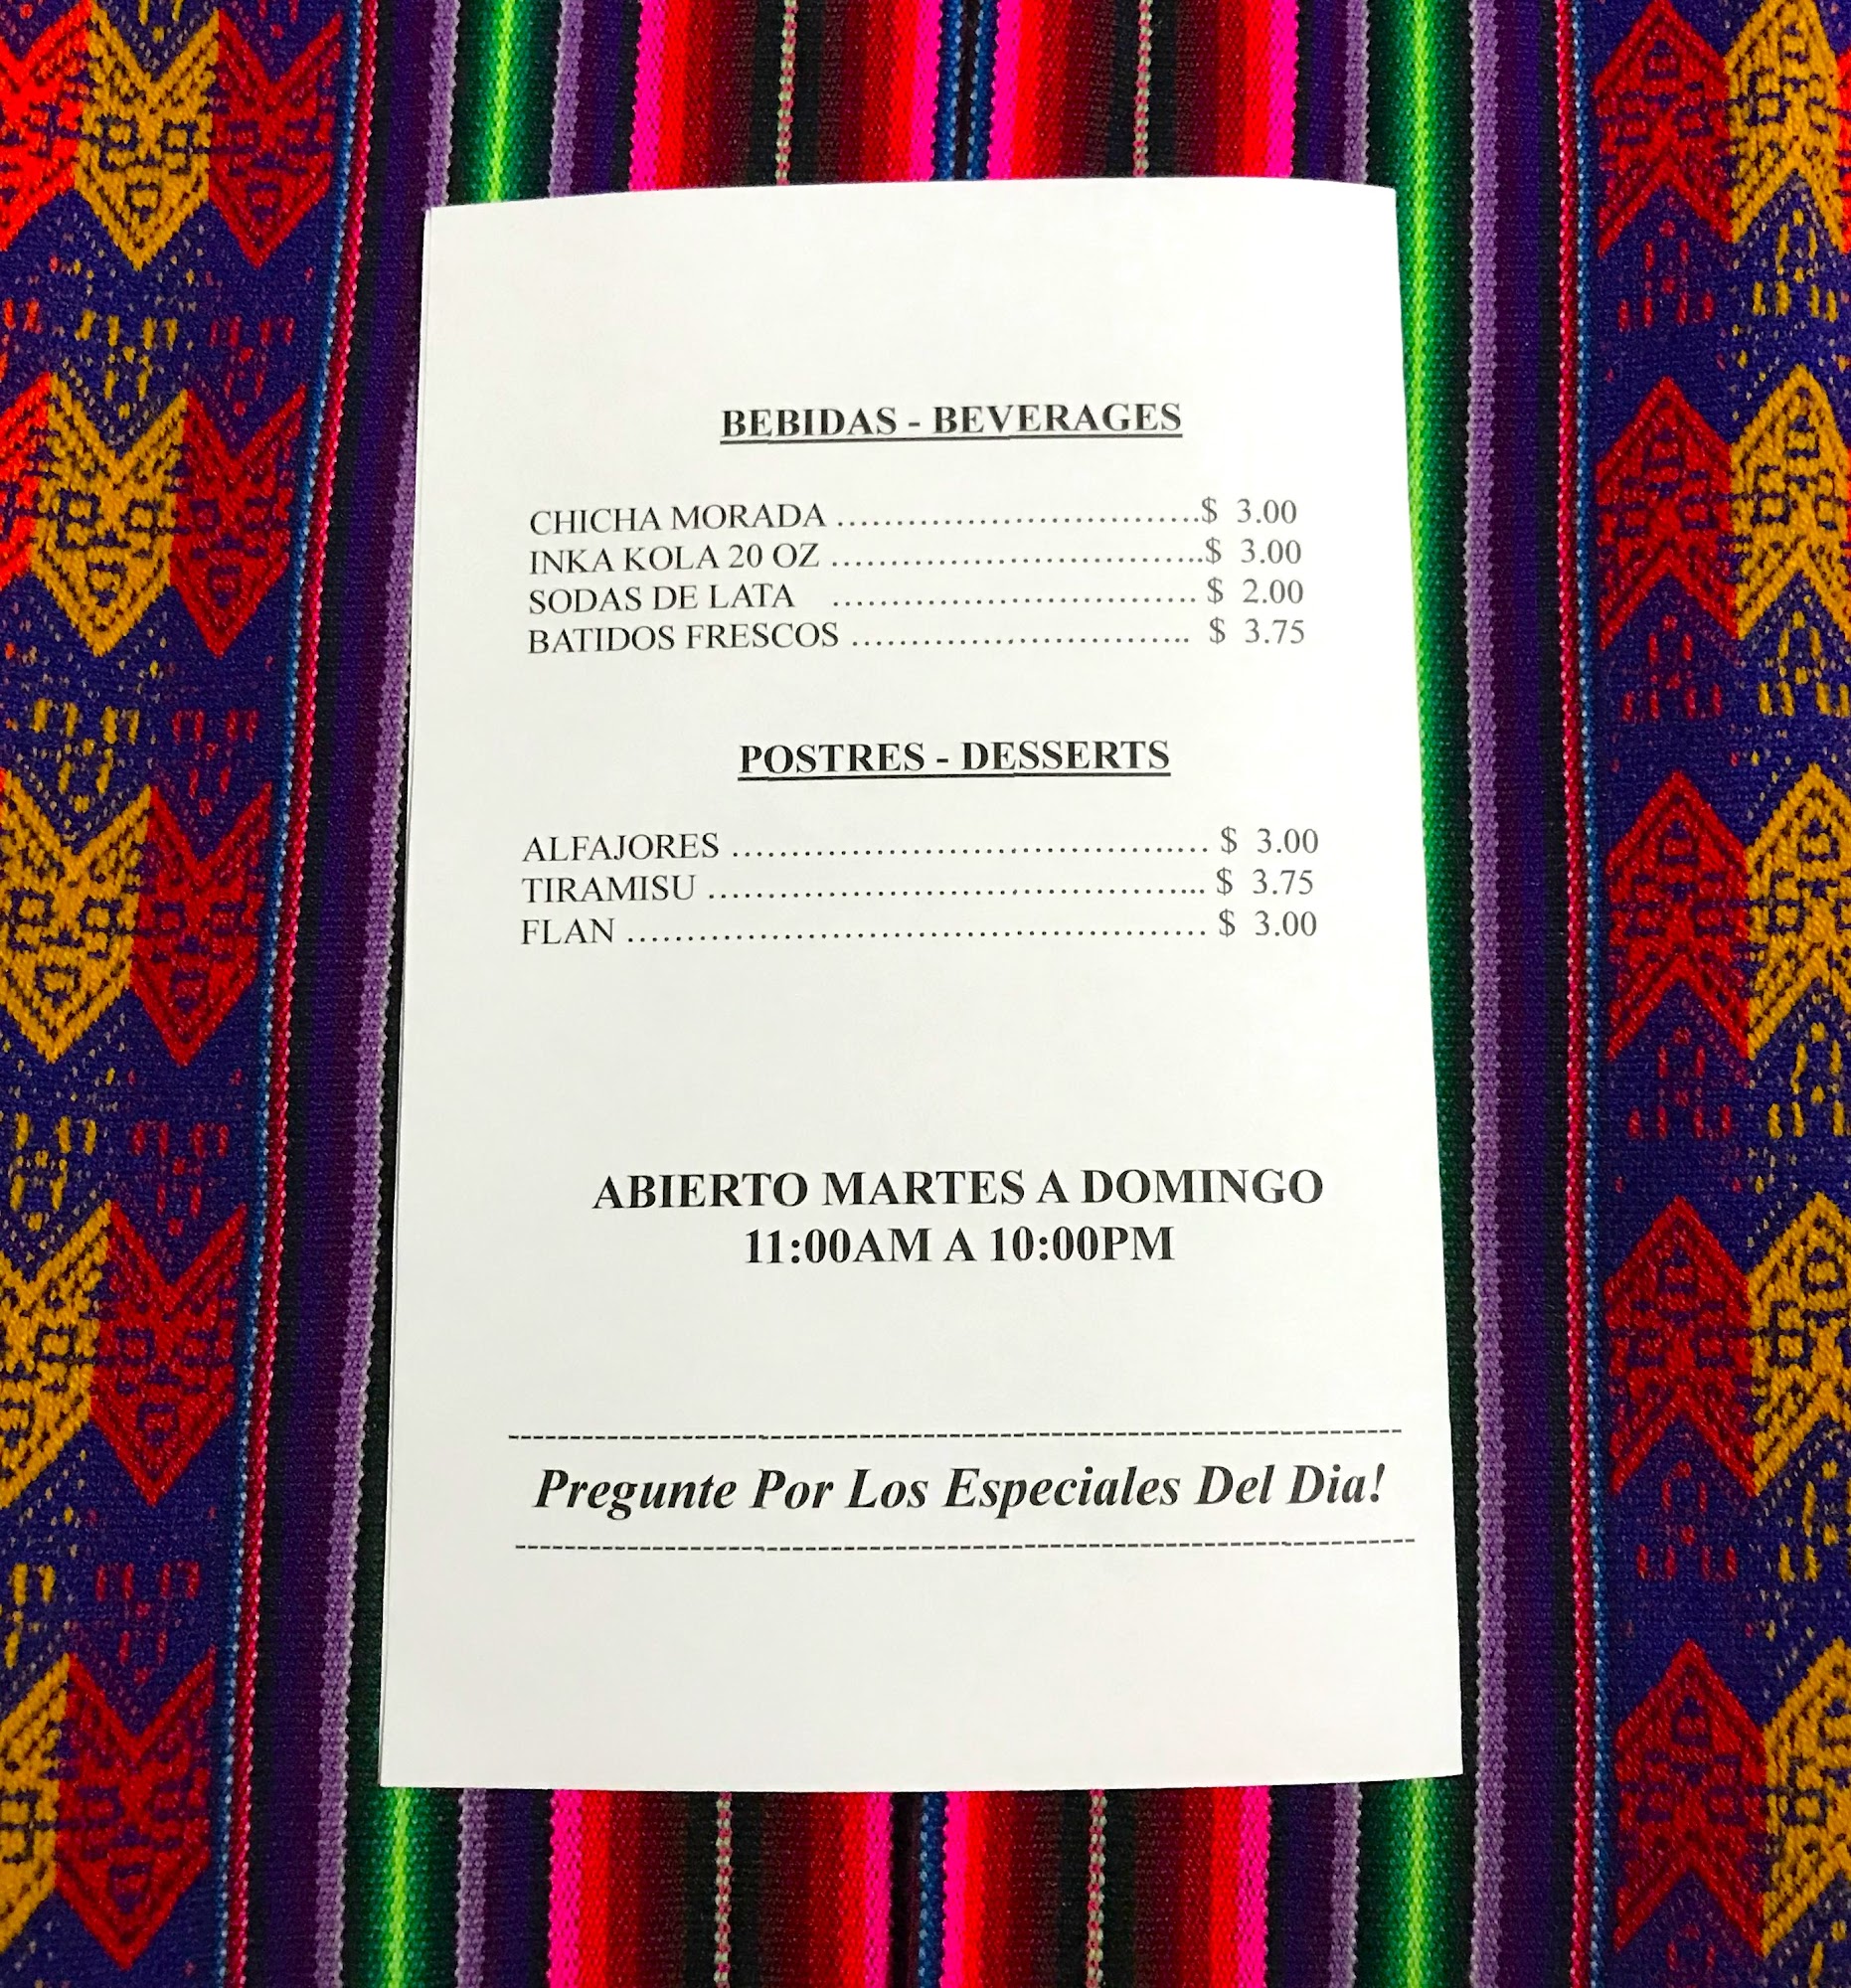 BEBIDAS - BEVERAGES
CHICHA MORADA ..............................$ 3.00
INKA KOLA 20 OZ ...............................$ 3.00
SODAS DE LATA .............................. $ 2.00
BATIDOS FRESCOS ............................ $ 3.75
POSTRES - DESSERTS
ALFAJORES ....................................... $ 3.00
TIRAMISU ......................................... $ 3.75
FLAN ................................................ $ 3.00
ABIERTO MARTES A DOMINGO
11:00AM A 10:00PM
Pregunte Por Los Especiales Del Dia!